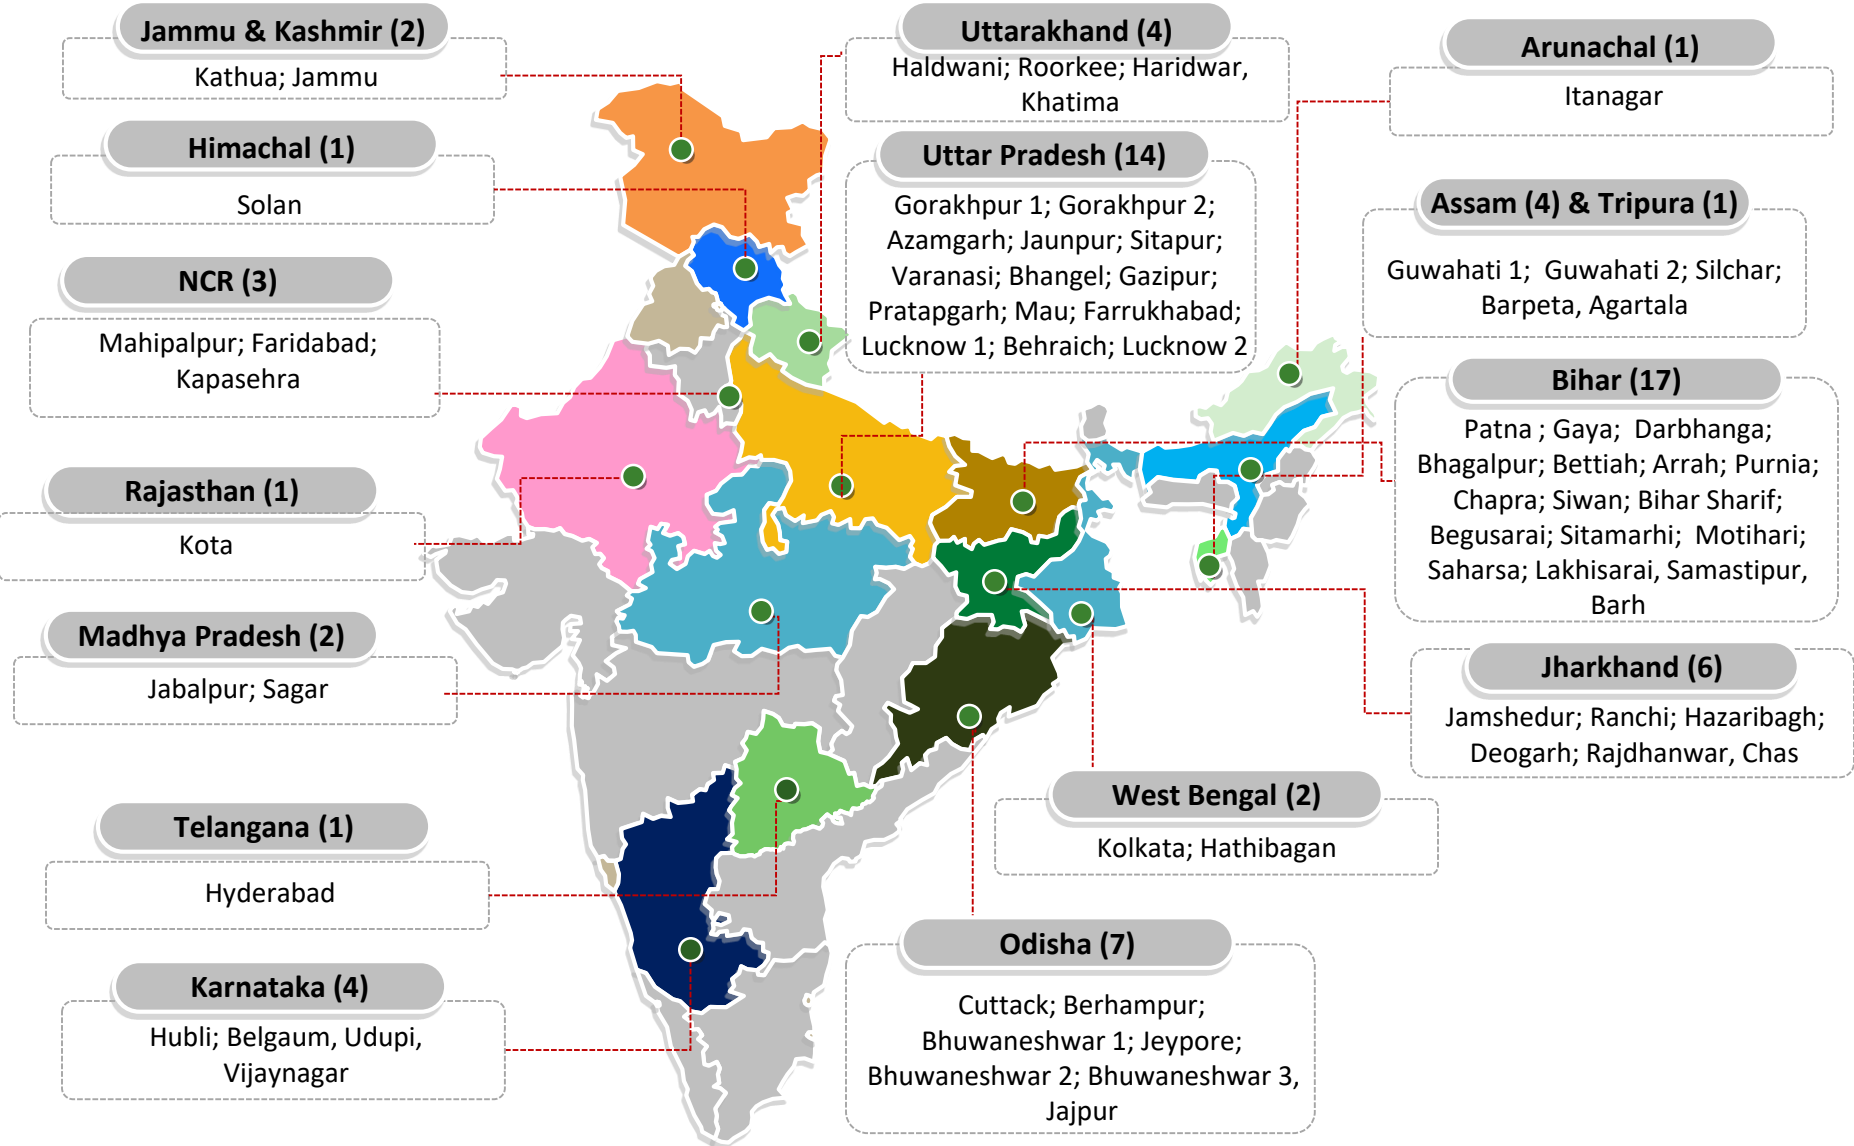 Jammu & Kashmir (2)
Kathua; Jammu
Himachal (1)
Solan
NCR (3)
Mahipalpur; Faridabad;
Kapasehra
Rajasthan (1)
Kota
Madhya Pradesh (2)
Jabalpur; Sagar
Telangana (1)
Hyderabad
Karnataka (4)
Hubli; Belgaum, Udupi,
Vijaynagar
Uttarakhand (4)
Haldwani; Roorkee; Haridwar,
Khatima
Uttar Pradesh (14)
Gorakhpur 1; Gorakhpur 2;
Azamgarh; Jaunpur; Sitapur;
Varanasi; Bhangel; Gazipur;
Pratapgarh; Mau; Farrukhabad;
Lucknow 1; Behraich; Lucknow 2
Arunachal (1)
Itanagar
Assam (4) & Tripura (1)
Guwahati 1; Guwahati 2; Silchar;
Barpeta, Agartala
Bihar (17)
Patna ; Gaya; Darbhanga;
Bhagalpur; Bettiah; Arrah; Purnia;
Chapra; Siwan; Bihar Sharif;
Begusarai; Sitamarhi; Motihari;
Saharsa; Lakhisarai, Samastipur,
Barh
Jharkhand (6)
Jamshedur; Ranchi; Hazaribagh;
Deogarh; Rajdhanwar, Chas
West Bengal (2)
Kolkata; Hathibagan
Odisha (7)
Cuttack; Berhampur;
Bhuwaneshwar 1; Jeypore;
Bhuwaneshwar 2; Bhuwaneshwar 3,
Jajpur